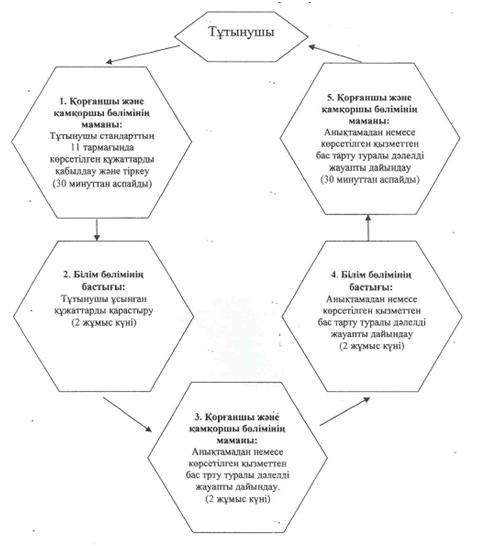 Тұтынушы
1. Қорғаншы және
қамқоршы бөлімінің
маманы:
Тұтынушы стандарттың
11 тармағында
көрсетілген құжаттарды
қабылдау және тіркеу
(30 минуттан аспайды)
2. Білім бөлімінің
бастығы:
Тұтынушы ұсынған
құжаттарды қарастыру
(2 жұмыс күні)
3. Қорғаншы және
қамқоршы бөлімінің
маманы:
Анықтамадан немесе
көрсетілген қызметтен
бас трту туралы дәлелді
жауапты дайындау.
(2 жұмыс күні)
4. Білім бөлімінің
бастығы:
Анықтамадан немесе
көрсетілген қызметтен
бас тарту туралы дәлелді
жауапты дайындау
(2 жұмыс күні)
5. Қорғаншы және
қамқоршы бөлімінің
маманы:
Анықтамадан немесе
көрсетілген қызметтен
бас тарту туралы дәлелді
жауапты дайындау
(30 минуттан аспайды)